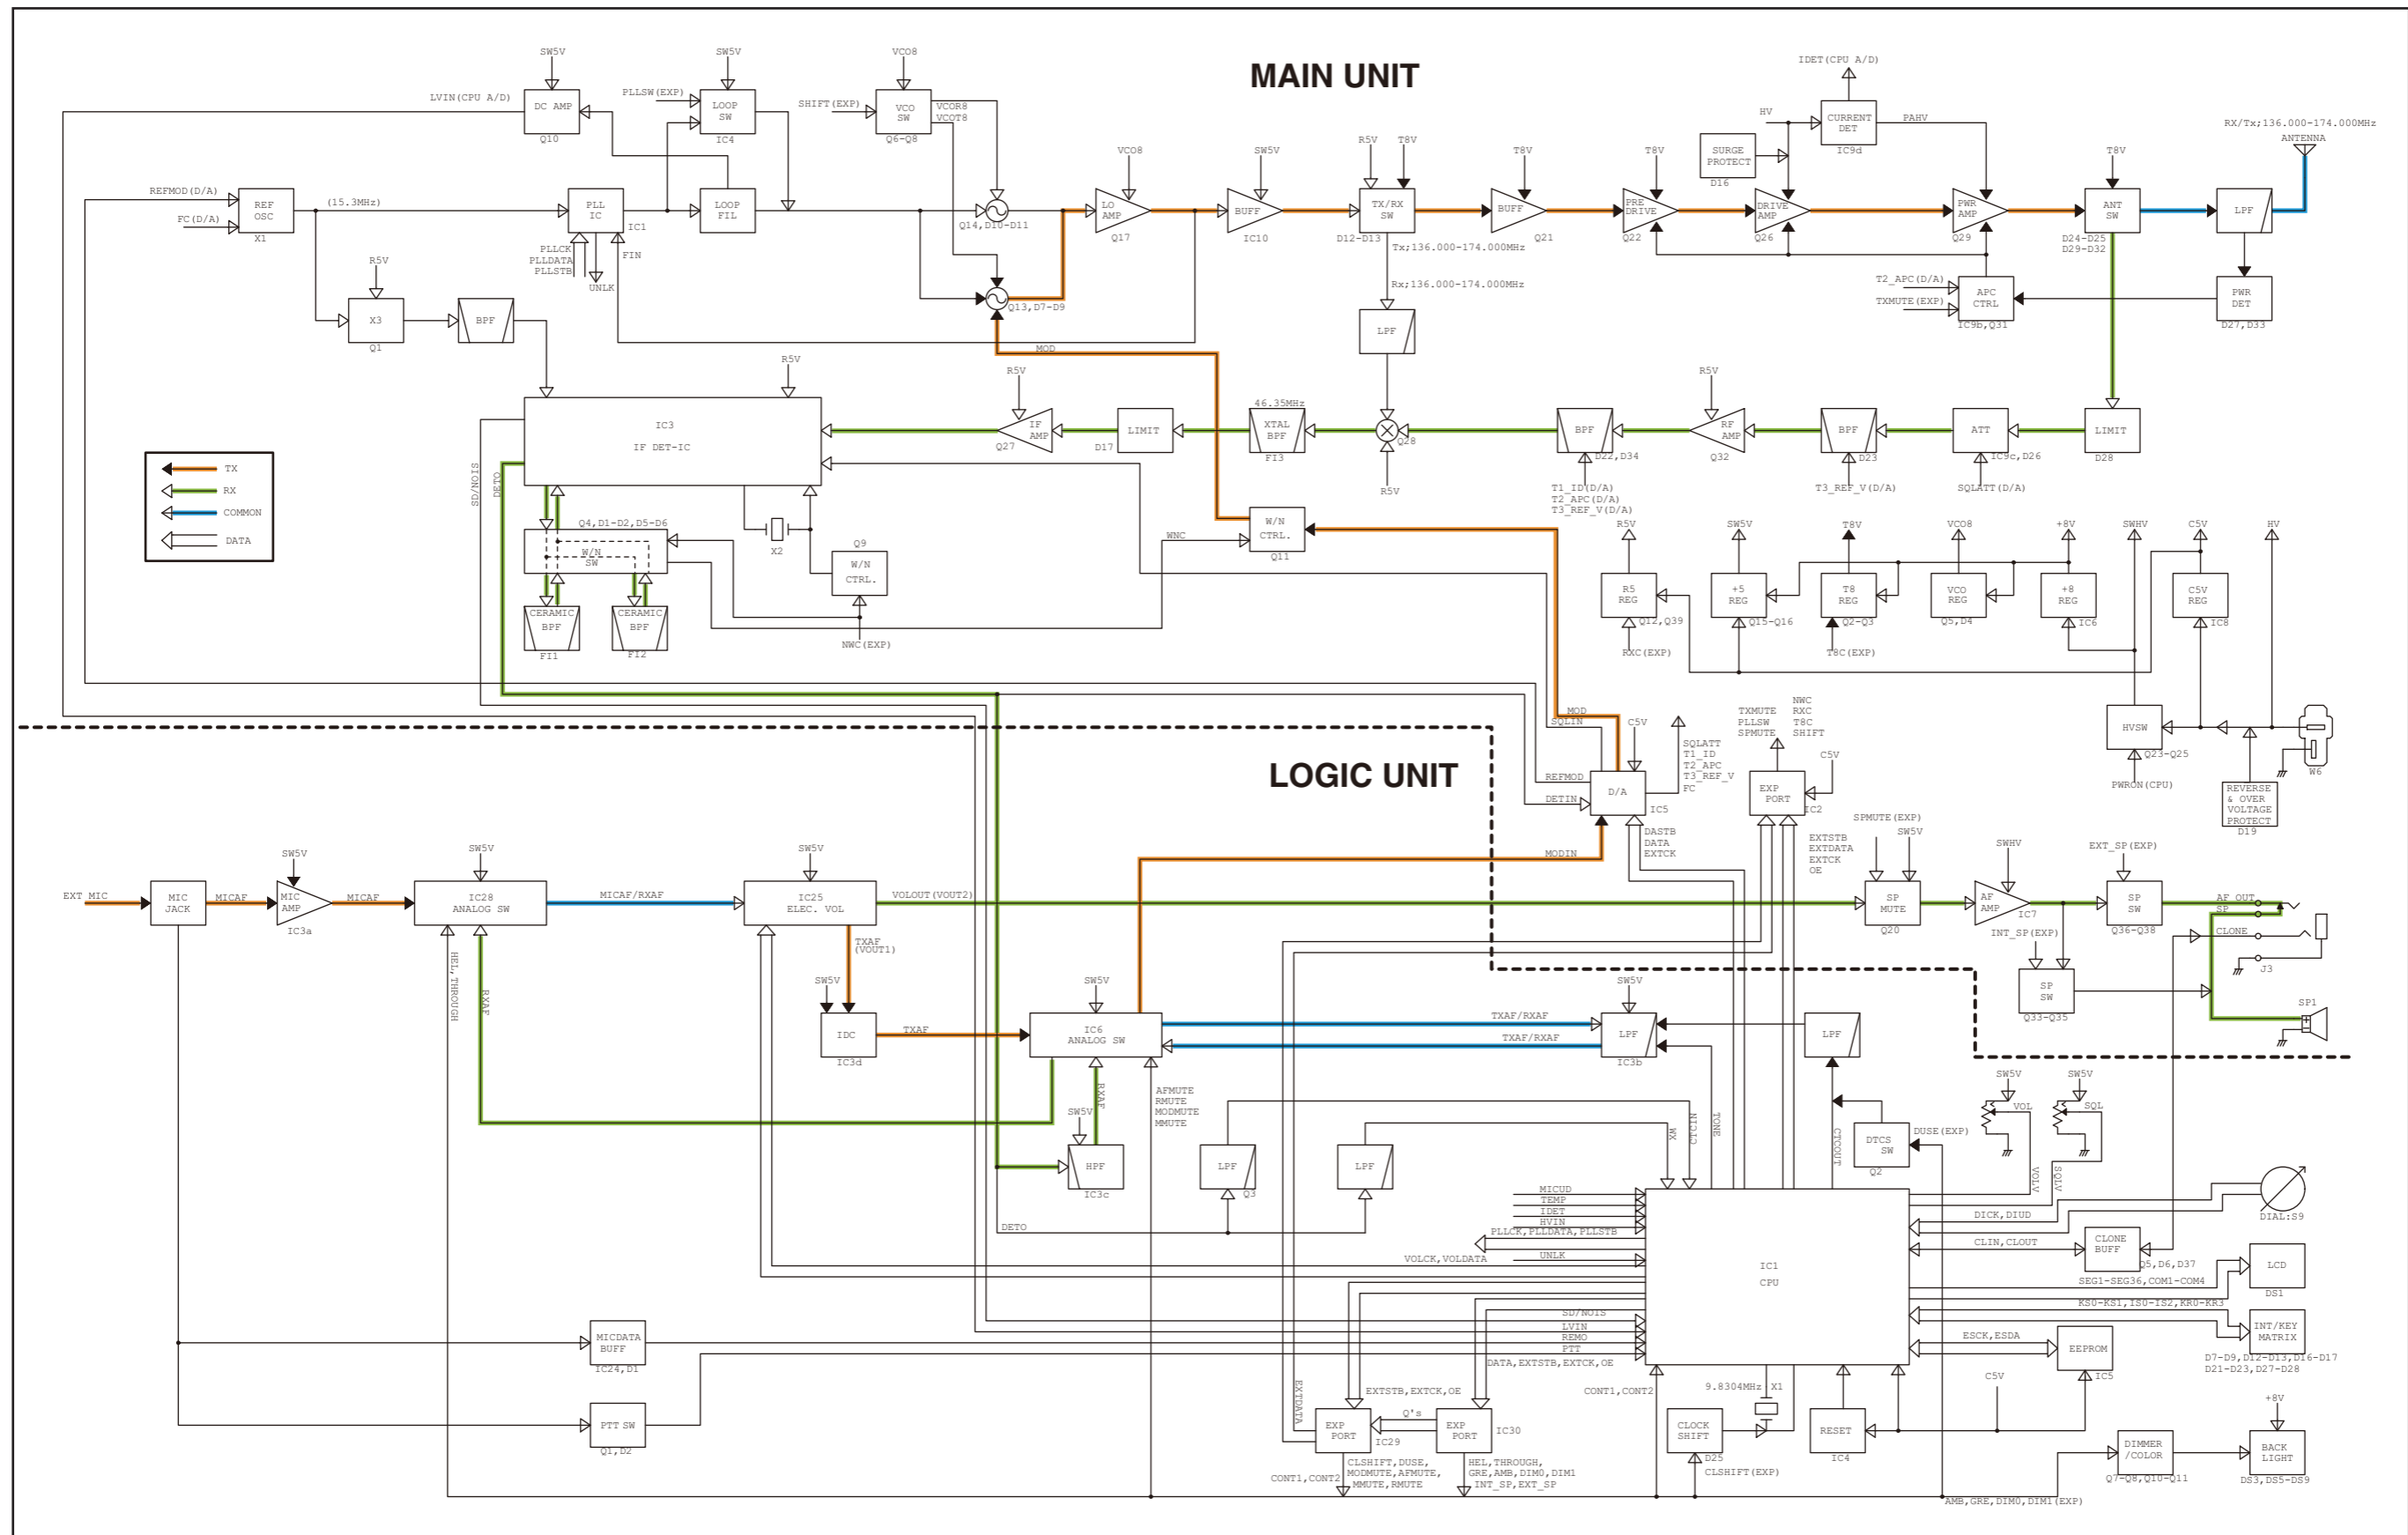 MAIN UNIT
SW5V
DC AMP
Q10
LVIN(CPU A/D)
SW5V
PLLSW(EXP)
LOOP
SW
IC4
VCO8
SHIFT(EXP)
VCO
SW
Q6-Q8
VCOR8
VCOT8
REFMOD(D/A)
FC(D/A)
REF
OSC
X1
(15.3MHz)
PLL
IC
IC1
PLLCK
PLLDATA
PLLSTB
UNLK
FIN
LOOP
FIL
Q14,D10-D11
Q13,D7-D9
VCO8
LO
AMP
Q17
SW5V
BUFF
IC10
R5V
T8V
TX/RX
SW
D12-D13
Tx;136.000-174.000MHz
Rx;136.000-174.000MHz
T8V
BUFF
Q21
T8V
PRE
DRIVE
Q22
IDET(CPU A/D)
HV
SURGE
PROTECT
D16
CURRENT
DET
IC9d
PAHV
DRIVE
AMP
Q26
PWR
AMP
Q29
T8V
ANT
SW
D24-D25
D29-D32
LPF
RX/Tx;136.000-174.000MHz
ANTENNA
T2_APC(D/A)
TXMUTE(EXP)
APC
CTRL
IC9b,Q31
PWR
DET
D27,D33
R5V
X3
Q1
BPF
MOD
LPF
R5V
IC3
IF DET-IC
R5V
IF
AMP
Q27
LIMIT
D17
46.35MHz
XTAL
BPF
FI3
Q28
R5V
BPF
D22,D34
T1_ID(D/A)
T2_APC(D/A)
T3_REF_V(D/A)
R5V
RF
AMP
Q32
BPF
D23
T3_REF_V(D/A)
ATT
IC9c,D26
SQLATT(D/A)
LIMIT
D28
TX
RX
COMMON
DATA
SD/NOIS
DETO
Q4,D1-D2,D5-D6
W/N
SW
X2
Q9
W/N
CTRL.
NWC(EXP)
CERAMIC
BPF
FI1
CERAMIC
BPF
FI2
WNC
W/N
CTRL.
Q11
R5V
R5
REG
Q12,Q39
RXC(EXP)
SW5V
+5
REG
Q15-Q16
T8V
T8
REG
Q2-Q3
T8C(EXP)
VCO8
VCO
REG
Q5,D4
+8V
+8
REG
IC6
SWHV
C5V
C5V
REG
IC8
HV
HVSW
Q23-Q25
PWRON(CPU)
REVERSE
& OVER
VOLTAGE
PROTECT
D19
W6
LOGIC UNIT
MOD
SQLIN
C5V
REFMOD
DETIN
D/A
IC5
SQLATT
T1_ID
T2_APC
T3_REF_V
FC
DASTB
DATA
EXTCK
MODIN
TXMUTE
PLLSW
SPMUTE
NWC
RXC
T8C
SHIFT
C5V
EXP
PORT
IC2
EXTSTB
EXTDATA
EXTCK
OE
EXT MIC
MIC
JACK
MICAF
SW5V
MIC
AMP
IC3a
MICAF
SW5V
IC28
ANALOG SW
MICAF/RXAF
SW5V
IC25
ELEC. VOL
VOLOUT(VOUT2)
TXAF
(VOUT1)
SPMUTE(EXP)
SW5V
SP
MUTE
Q20
SWHV
AF
AMP
IC7
EXT_SP(EXP)
SP
SW
Q36-Q38
AF OUT
SP
CLONE
J3
INT_SP(EXP)
SP
SW
Q33-Q35
SP1
HEL,THROUGH
RXAF
SW5V
IDC
IC3d
TXAF
SW5V
IC6
ANALOG SW
TXAF/RXAF
TXAF/RXAF
SW5V
LPF
IC3b
LPF
AFMUTE
RMUTE
MODMUTE
MMUTE
RXAF
SW5V
HPF
IC3c
LPF
Q3
LPF
WX
CTCIN
TONE
CTCOUT
DTCS
SW
Q2
DUSE(EXP)
SW5V
VOL
SW5V
SQL
VOLV
SQLV
DIAL:S9
DETO
MICUD
TEMP
IDET
HVIN
PLLCK,PLLDATA,PLLSTB
UNLK
VOLCK,VOLDATA
IC1
CPU
DICK,DIUD
CLIN,CLOUT
CLONE
BUFF
Q5,D6,D37
SEG1-SEG36,COM1-COM4
LCD
DS1
KS0-KS1,IS0-IS2,KR0-KR3
INT/KEY
MATRIX
D7-D9,D12-D13,D16-D17
D21-D23,D27-D28
ESCK,ESDA
EEPROM
IC5
SD/NOIS
LVIN
REMO
PTT
DATA,EXTSTB,EXTCK,OE
MICDATA
BUFF
IC24,D1
PTT SW
Q1,D2
EXTDATA
EXTSTB,EXTCK,OE
EXP
PORT
IC29
Q's
EXP
PORT
IC30
CONT1,CONT2
CLSHIFT,DUSE,
MODMUTE,AFMUTE,
MMUTE,RMUTE
HEL,THROUGH,
GRE,AMB,DIM0,DIM1
INT_SP,EXT_SP
CONT1,CONT2
9.8304MHz
X1
CLOCK
SHIFT
D25
CLSHIFT(EXP)
RESET
IC4
C5V
DIMMER
/COLOR
Q7-Q8,Q10-Q11
+8V
BACK
LIGHT
DS3,DS5-DS9
AMB,GRE,DIM0,DIM1(EXP)